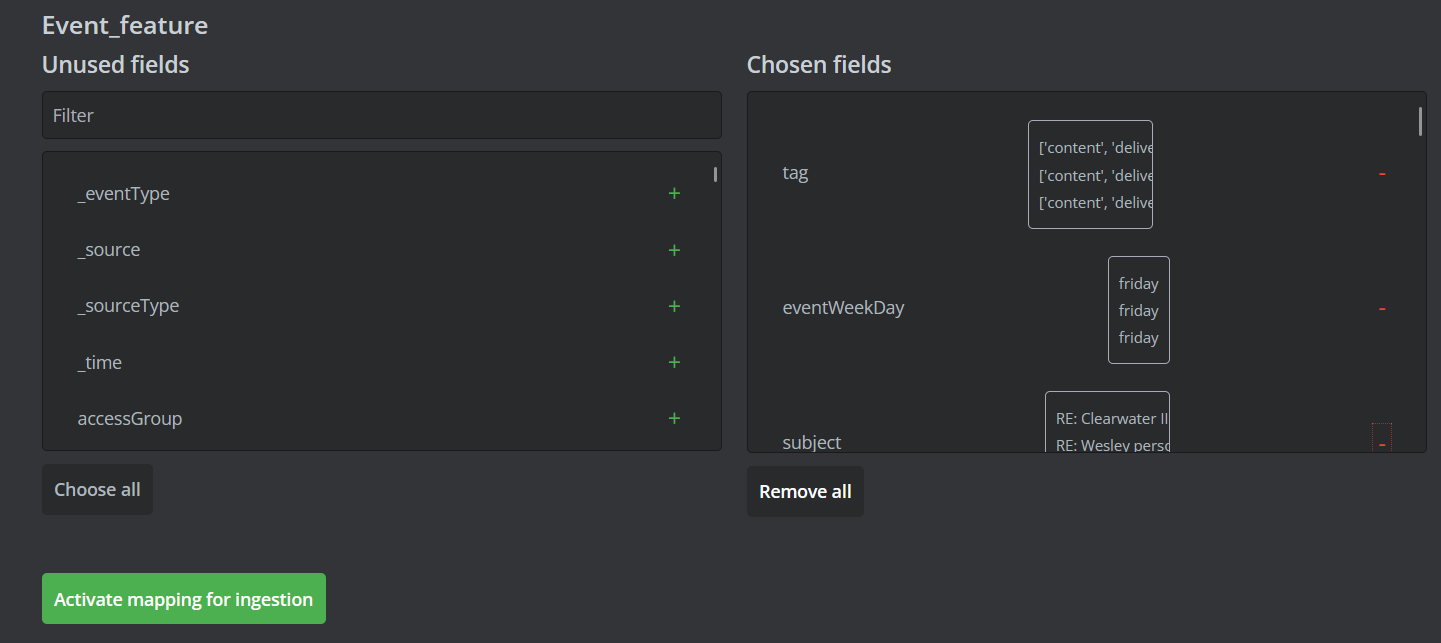 Event_feature
Unused fields
Filter
_eventType +
_source +
_sourceType +
_time +
accessGroup +
Choose all
Chosen fields
tag
['content', 'delive
['content', 'delive
['content', 'delive
-
eventWeekDay
friday
friday
friday
-
subject
RE: Clearwater II
RE: Wesley perso
-
Remove all
Activate mapping for ingestion